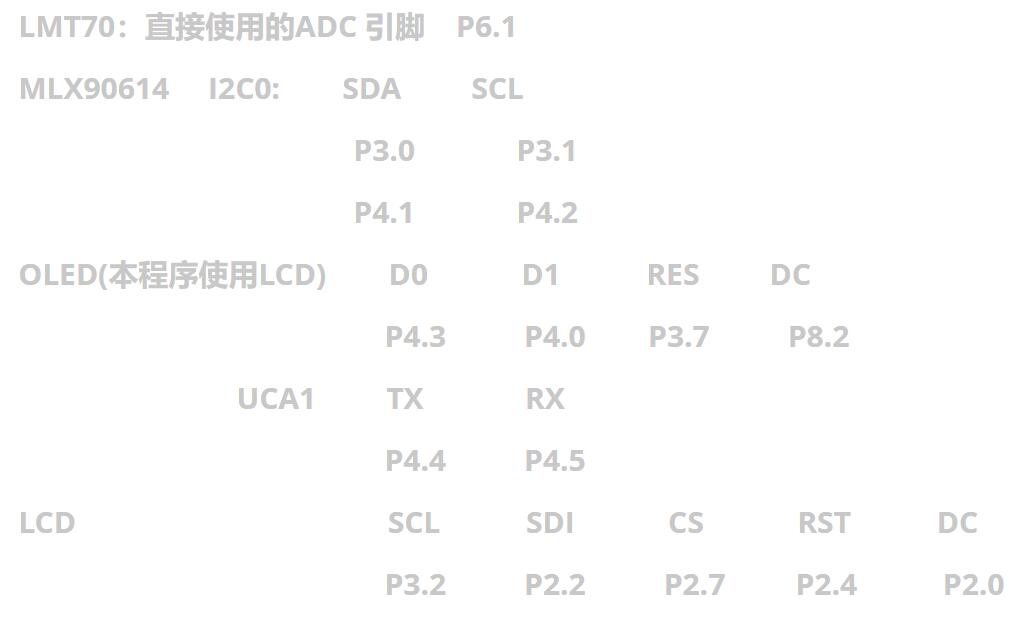 LMT70：直接使用的ADC 引脚 P6.1
MLX90614 I2C0: SDA SCL
P3.0 P3.1
P4.1 P4.2
OLED(本程序使用LCD) D0 D1 RES DC
P4.3 P4.0 P3.7 P8.2
UCA1 TX RX
P4.4 P4.5
LCD SCL SDI CS RST DC
P3.2 P2.2 P2.7 P2.4 P2.0